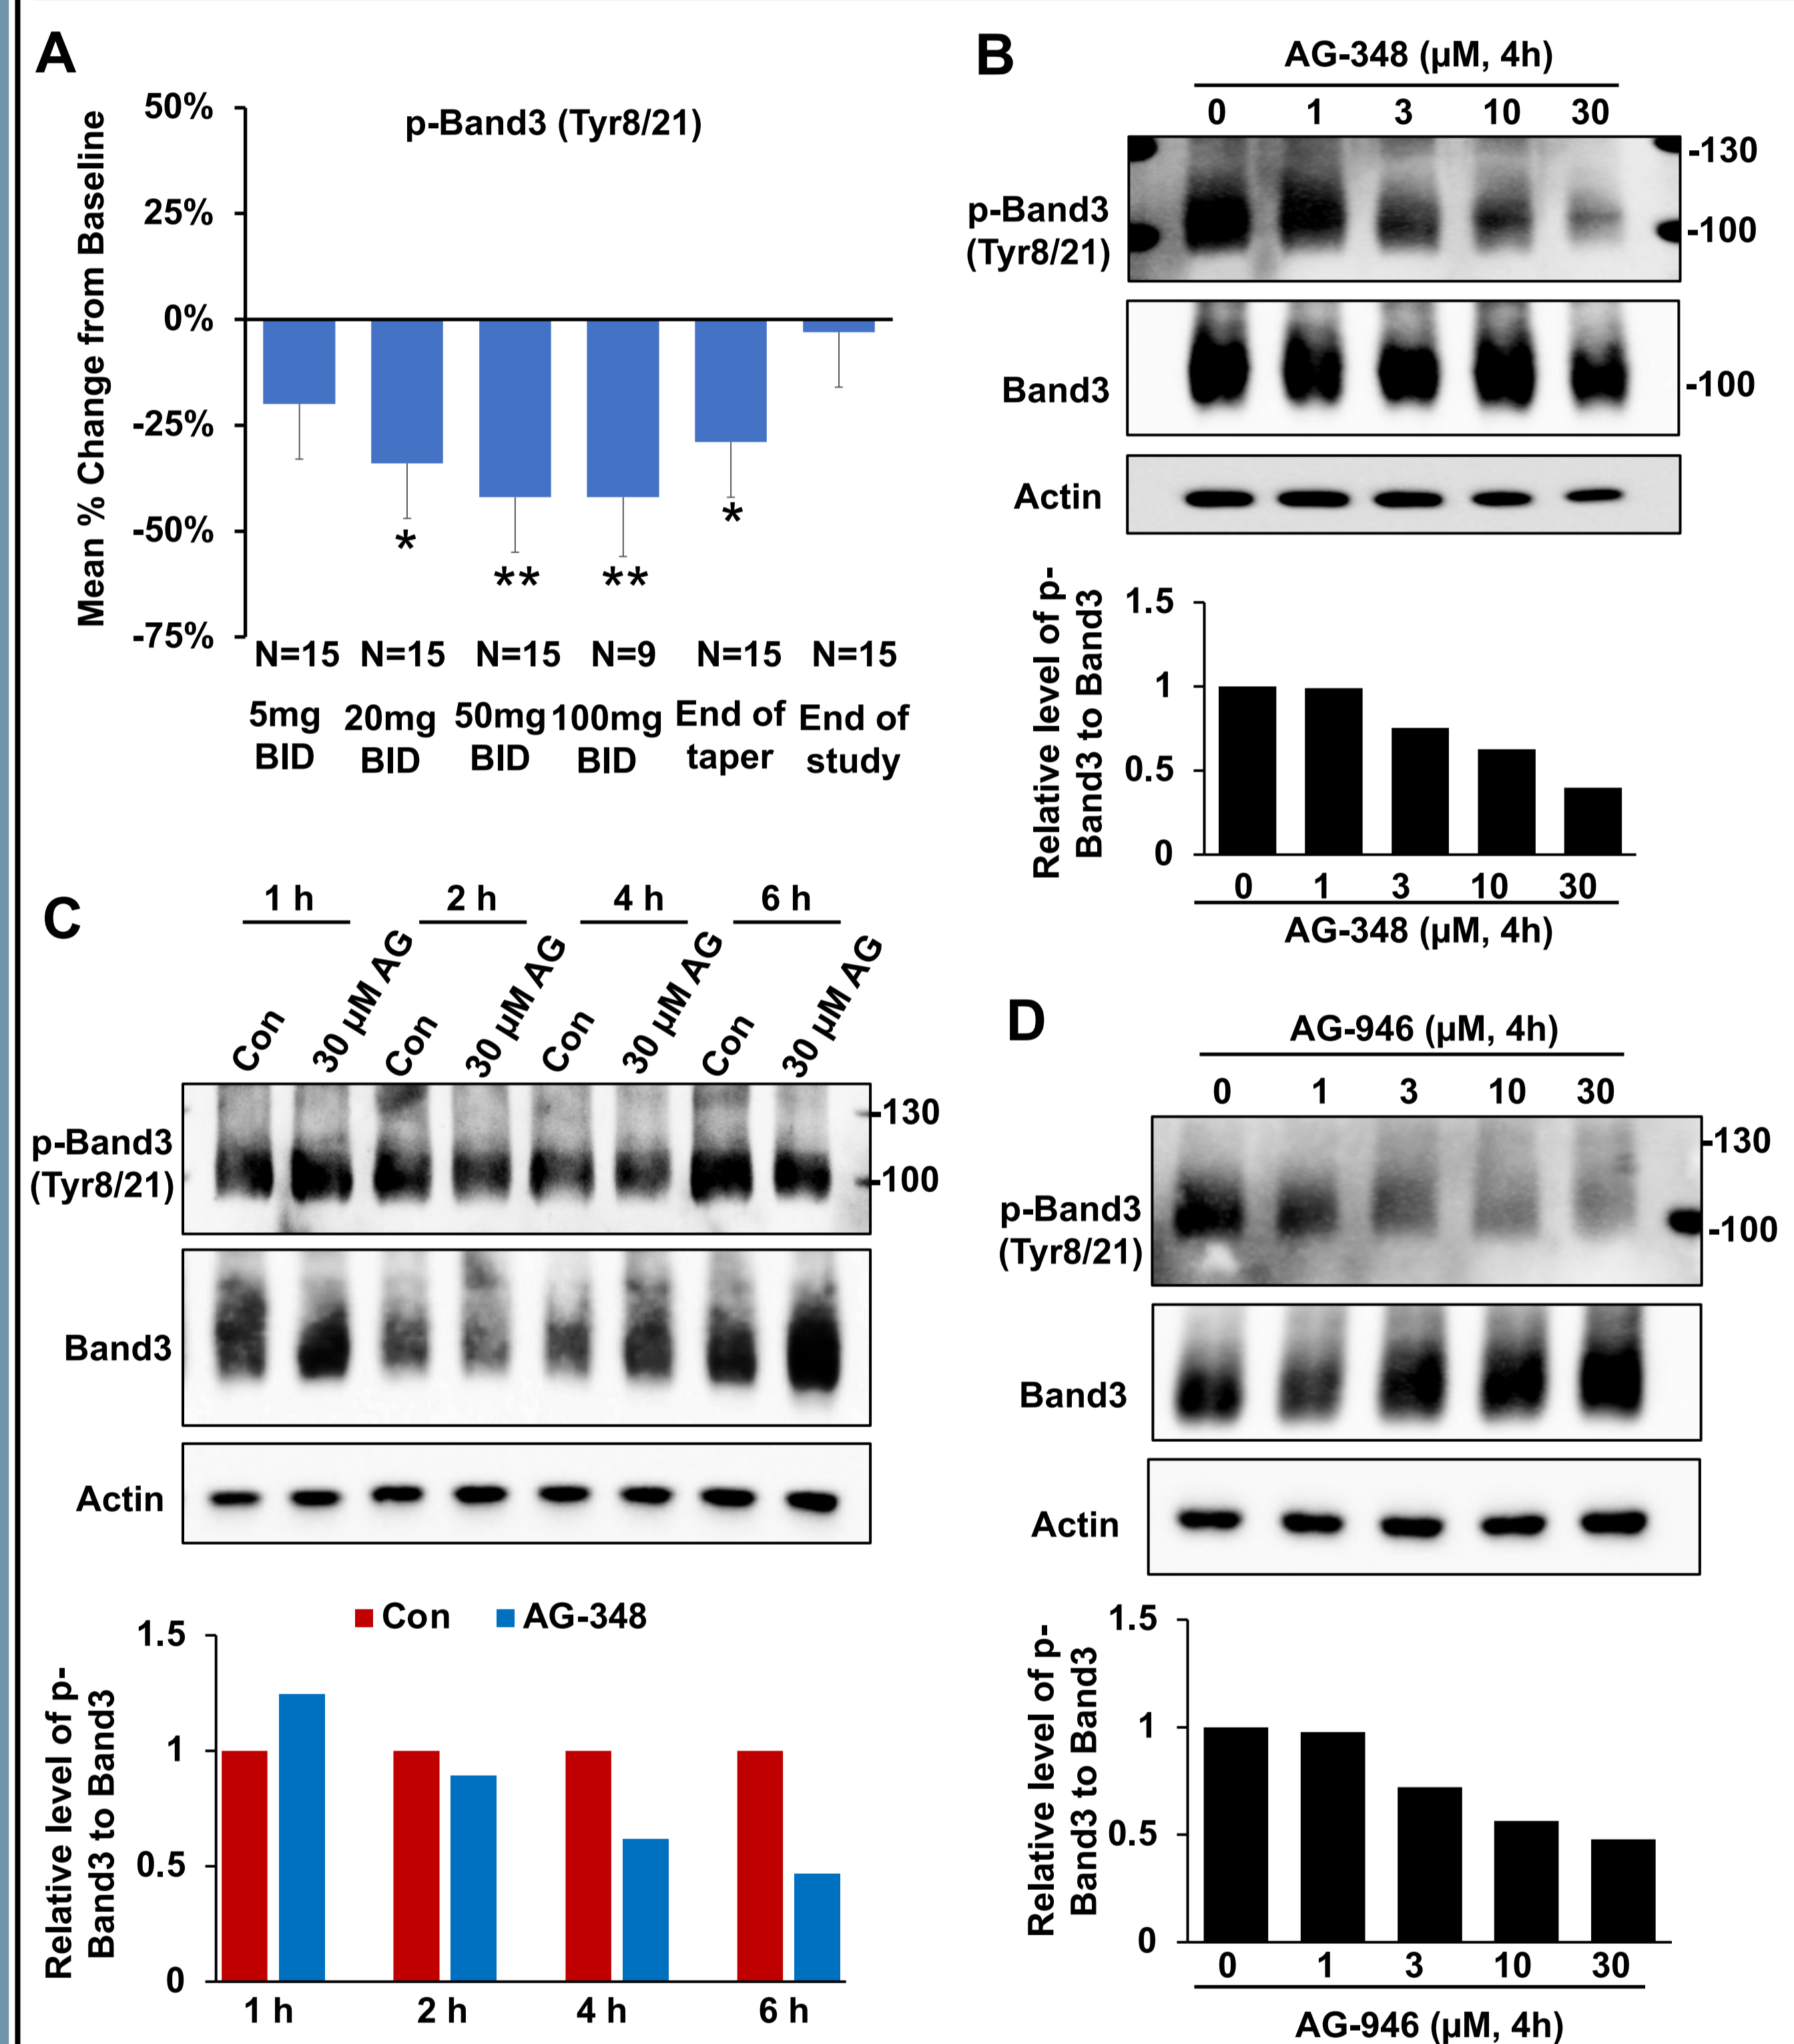 A
50%
p-Band3 (Tyr8/21)
25%
0%
-25%
-50%
-75%
Mean % Change from Baseline
*
**
**
*
N=15 N=15 N=15 N=9 N=15 N=15
5mg BID
20mg BID
50mg BID
100mg BID
End of taper
End of study
B
AG-348 (µM, 4h)
0 1 3 10 30
p-Band3
(Tyr8/21)
-130
-100
Band3
-100
Actin
Relative level of p-
Band3 to Band3
1.5
1
0.5
0
0 1 3 10 30
AG-348 (µM, 4h)
C
1 h 2 h 4 h 6 h
Con 30 µM AG Con 30 µM AG Con 30 µM AG Con 30 µM AG
p-Band3
(Tyr8/21)
-130
-100
Band3
Actin
Con AG-348
Relative level of p-
Band3 to Band3
1.5
1
0.5
0
1 h 2 h 4 h 6 h
D
AG-946 (µM, 4h)
0 1 3 10 30
p-Band3
(Tyr8/21)
-130
-100
Band3
Actin
Relative level of p-
Band3 to Band3
1.5
1
0.5
0
0 1 3 10 30
AG-946 (µM, 4h)